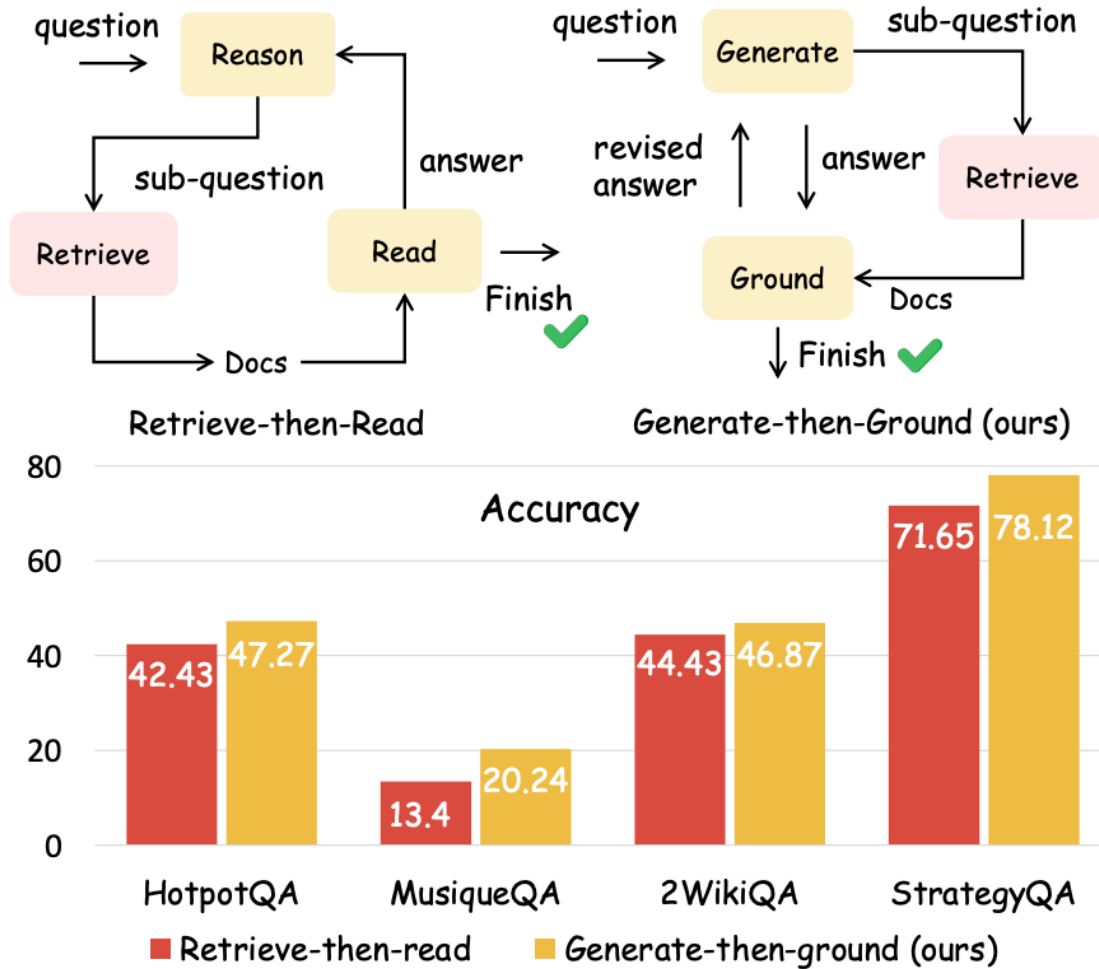 question
Reason
sub-question
answer
Retrieve
Read
Finish
Docs
Retrieve-then-Read
question
Generate
sub-question
revised
answer
answer
Retrieve
Ground
Docs
Finish
Generate-then-Ground (ours)
Accuracy
80
60
40
20
0
42.43
47.27
13.4
20.24
44.43
46.87
71.65
78.12
HotpotQA
MusiqueQA
2WikiQA
StrategyQA
Retrieve-then-read
Generate-then-ground (ours)